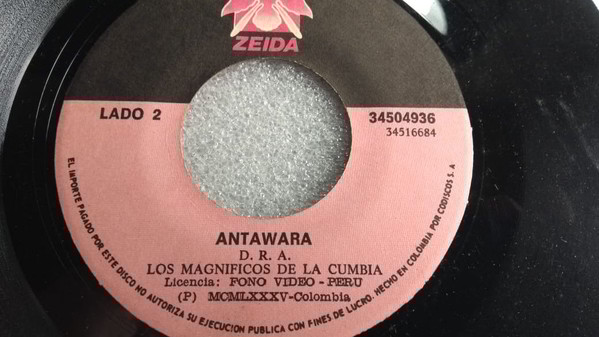 ZEIDA
LADO 2
34504936
34516684
ANTAWARA
D. R. A.
LOS MAGNIFICOS DE LA CUMBIA
Licencia: FONO VIDEO - PERU
(P) MCMLXXXV-Colombia
EL IMPORTE PAGADO POR ESTE DISCO NO AUTORIZA SU EJECUCION PUBLICA CON FINES DE LUCRO. HECHO EN COLOMBIA POR CODISCOS S. A